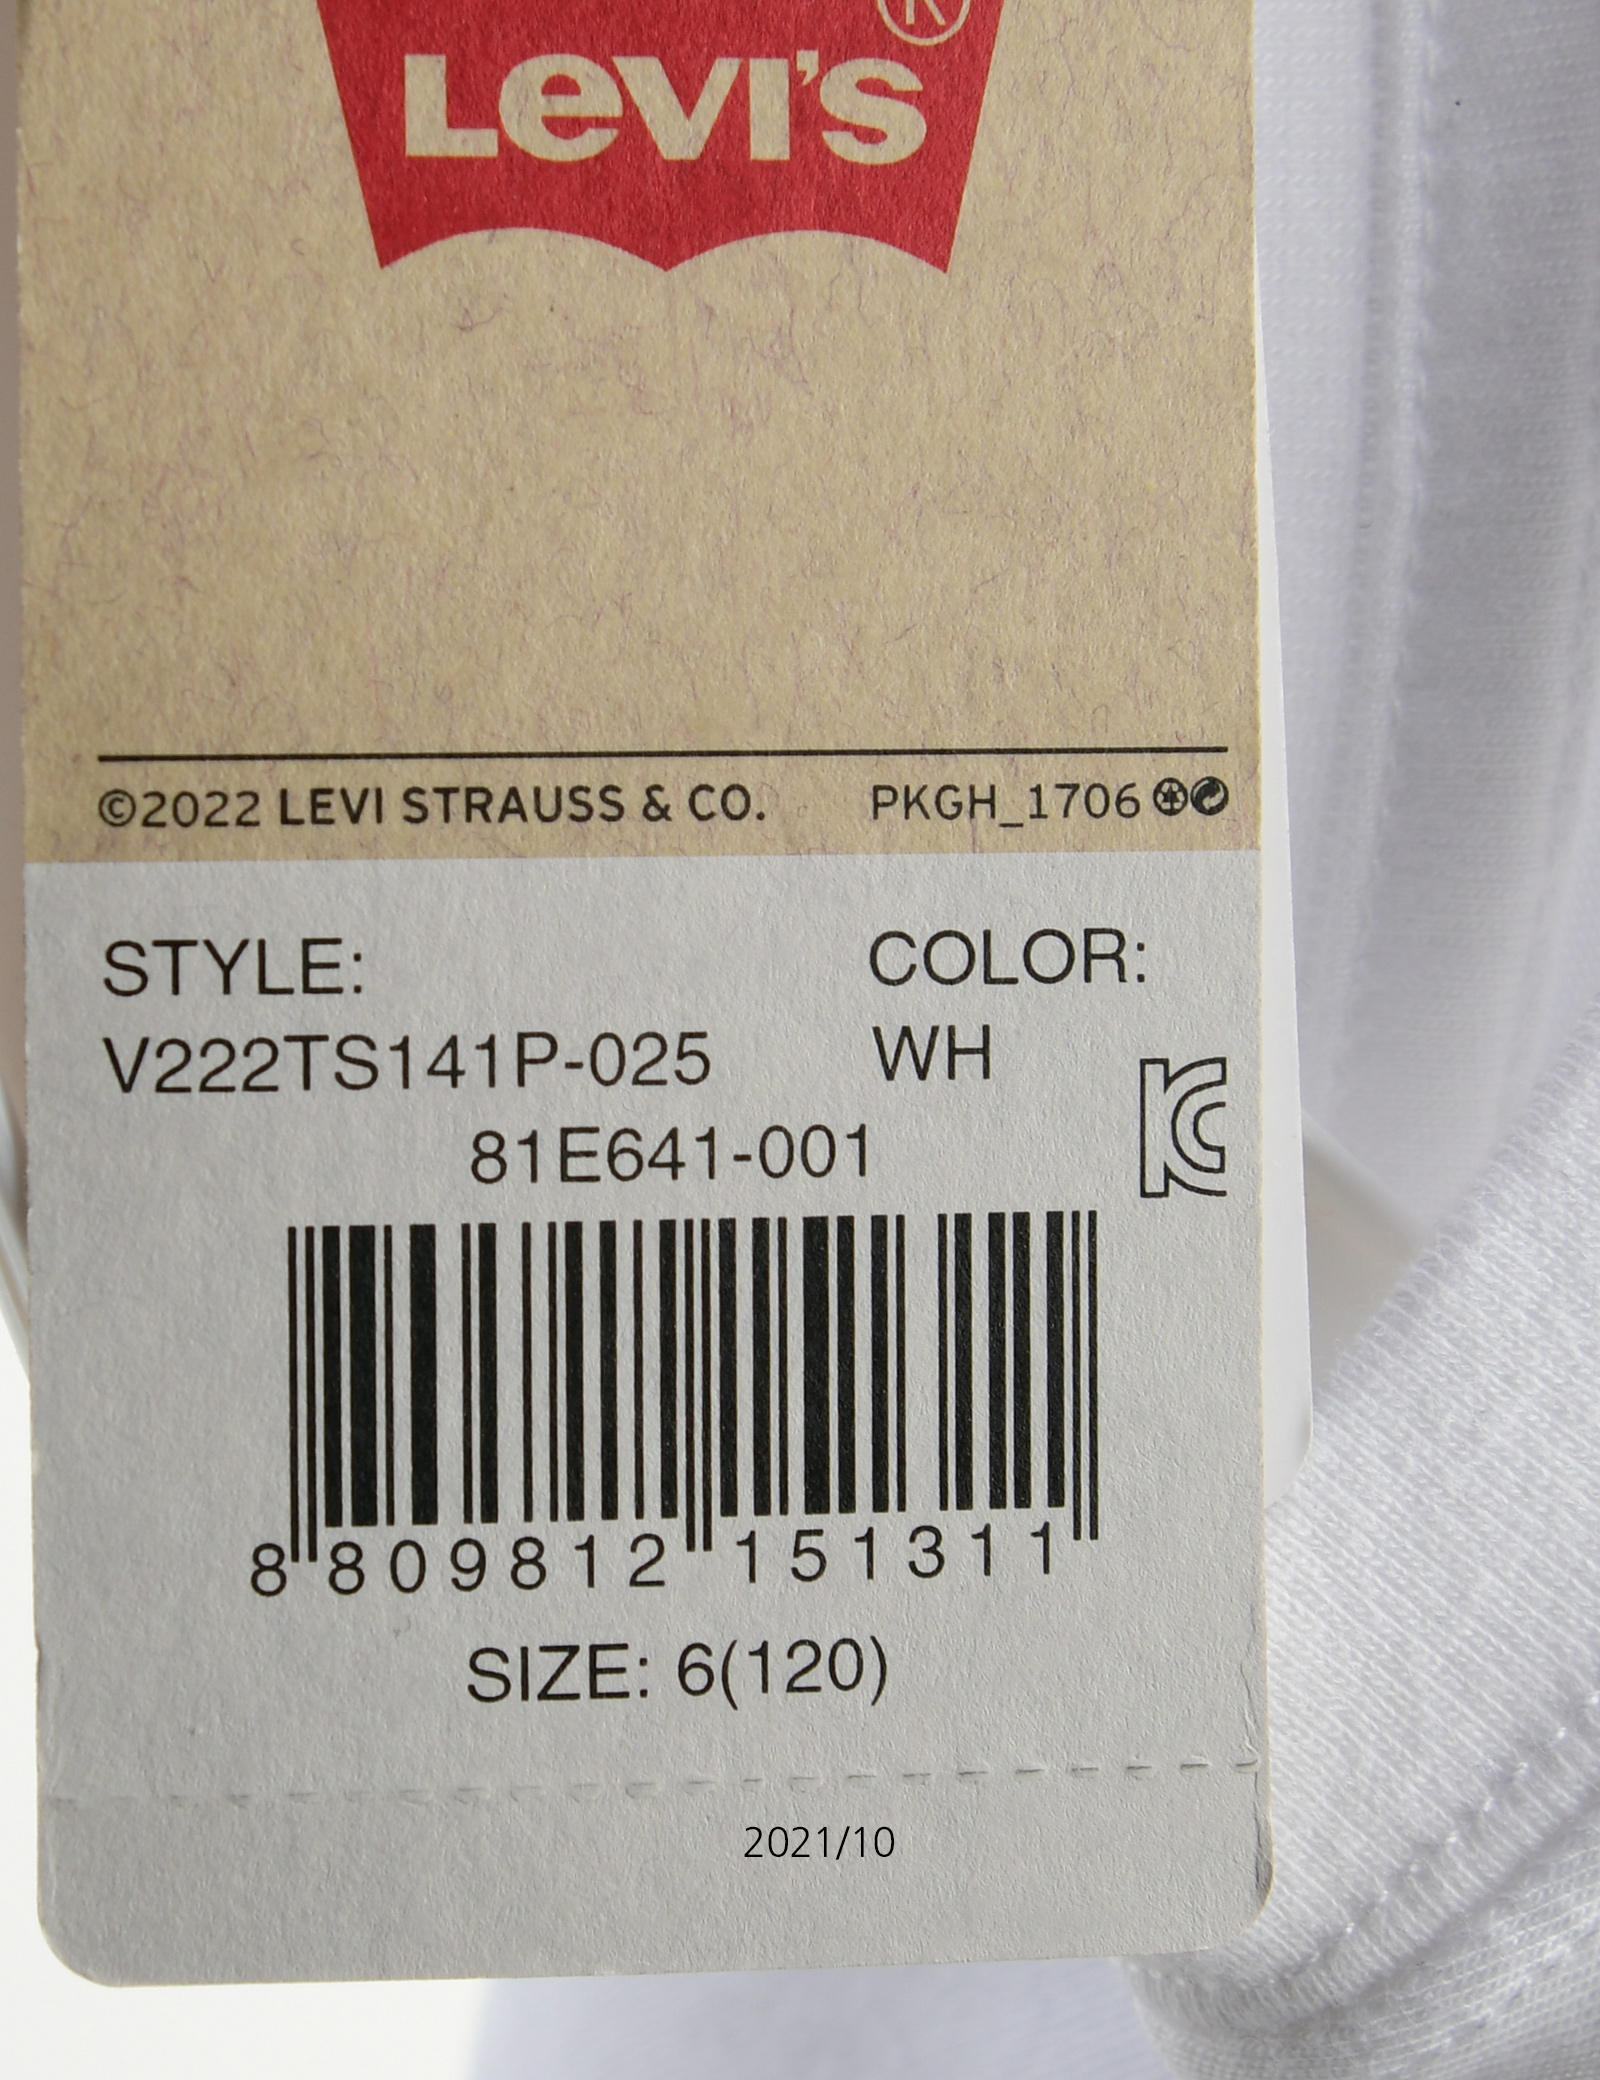 LEVI'S ®
©2022 LEVI STRAUSS & CO. PKGH_1706
STYLE: COLOR:
V222TS141P-025 WH
81E641-001
8 809812 151311
SIZE: 6(120)
2021/10